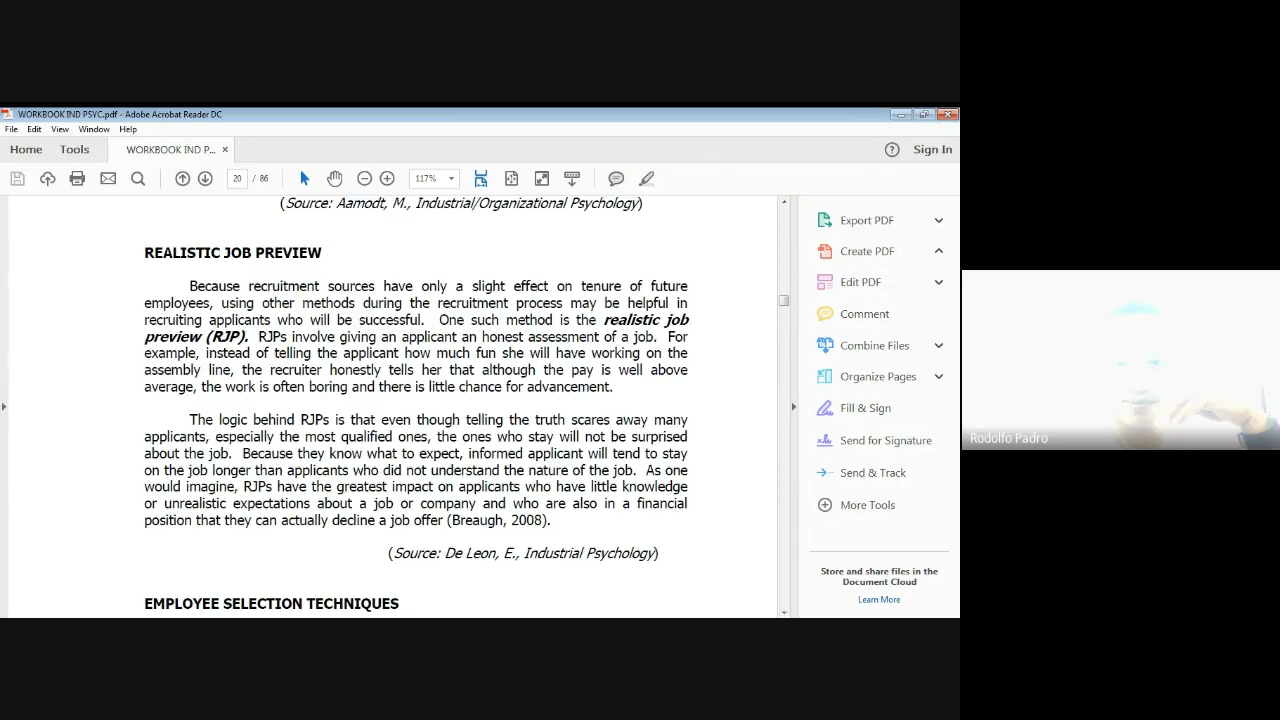 WORKBOOK IND PSYC.pdf - Adobe Acrobat Reader DC
File Edit View Window Help
Home Tools WORKBOOK IND P... × Sign In
20 / 86 117%
(Source: Aamodt, M., Industrial/Organizational Psychology)
REALISTIC JOB PREVIEW
Because recruitment sources have only a slight effect on tenure of future
employees, using other methods during the recruitment process may be helpful in
recruiting applicants who will be successful. One such method is the realistic job
preview (RJP). RJPs involve giving an applicant an honest assessment of a job. For
example, instead of telling the applicant how much fun she will have working on the
assembly line, the recruiter honestly tells her that although the pay is well above
average, the work is often boring and there is little chance for advancement.
The logic behind RJPs is that even though telling the truth scares away many
applicants, especially the most qualified ones, the ones who stay will not be surprised
about the job. Because they know what to expect, informed applicant will tend to stay
on the job longer than applicants who did not understand the nature of the job. As one
would imagine, RJPs have the greatest impact on applicants who have little knowledge
or unrealistic expectations about a job or company and who are also in a financial
position that they can actually decline a job offer (Breaugh, 2008).
(Source: De Leon, E., Industrial Psychology)
EMPLOYEE SELECTION TECHNIQUES
Export PDF
Create PDF
Edit PDF
Comment
Combine Files
Organize Pages
Fill & Sign
Send for Signature
Send & Track
More Tools
Store and share files in the
Document Cloud
Learn More
Rodolfo Padro